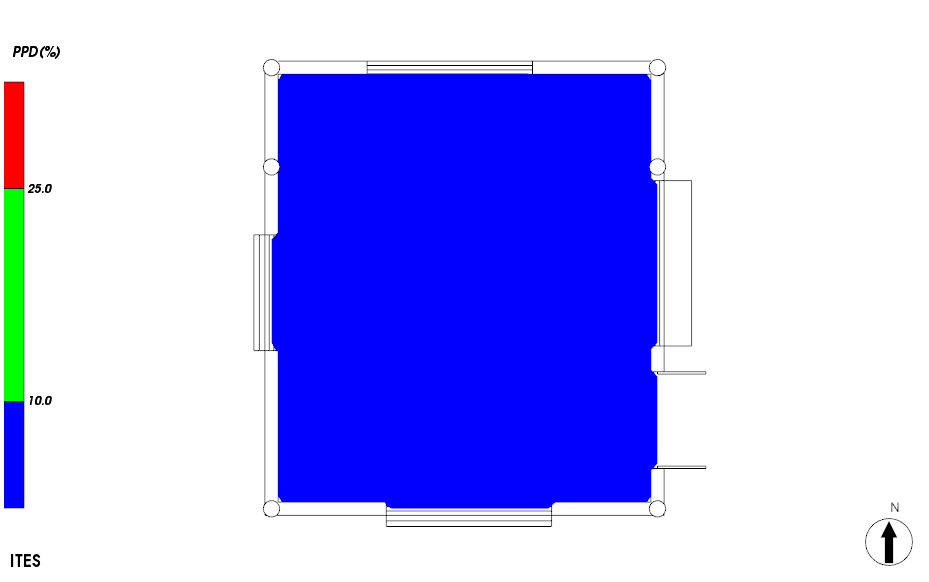 PPD(%)
25.0
10.0
N
ITES